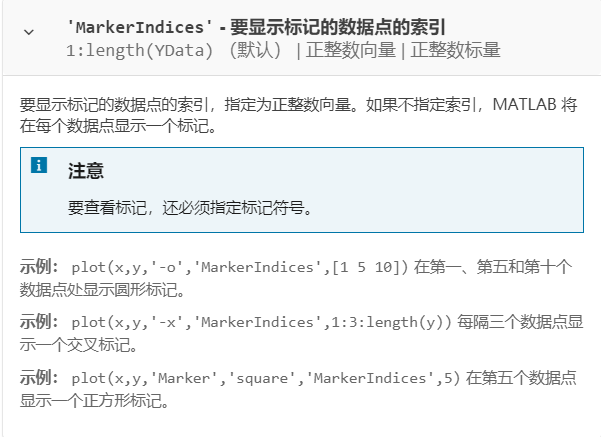 'MarkerIndices' - 要显示标记的数据点的索引
1:length(YData) （默认） | 正整数向量 | 正整数标量
要显示标记的数据点的索引，指定为正整数向量。如果不指定索引，MATLAB 将
在每个数据点显示一个标记。
注意
要查看标记，还必须指定标记符号。
示例： plot(x,y,'-o','MarkerIndices',[1 5 10]) 在第一、第五和第十个
数据点处显示圆形标记。
示例： plot(x,y,'-x','MarkerIndices',1:3:length(y)) 每隔三个数据点显
示一个交叉标记。
示例： plot(x,y,'Marker','square','MarkerIndices',5) 在第五个数据点
显示一个正方形标记。